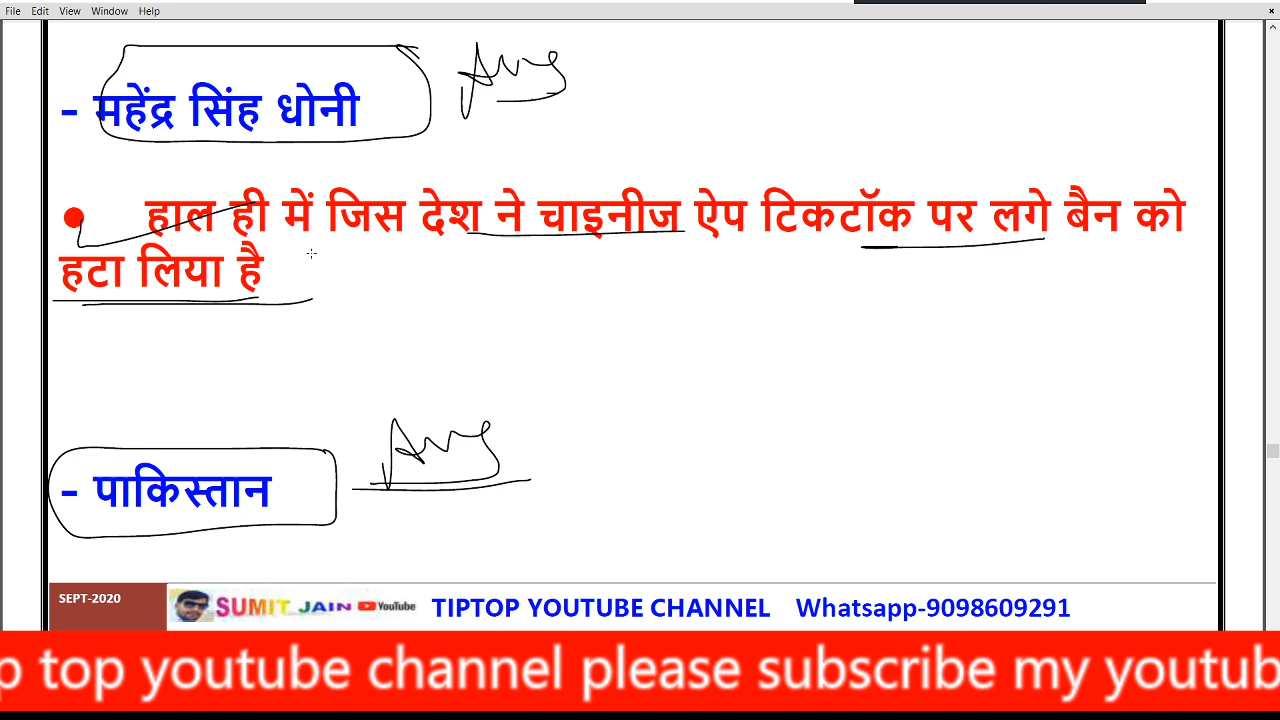 File Edit View Window Help
- महेंद्र सिंह धोनी Ans
● हाल ही में जिस देश ने चाइनीज ऐप टिकटॉक पर लगे बैन को
हटा लिया है
Ans
- पाकिस्तान
SEPT-2020 SUMIT JAIN YouTube TIPTOP YOUTUBE CHANNEL Whatsapp-9098609291
p top youtube channel please subscribe my youtub